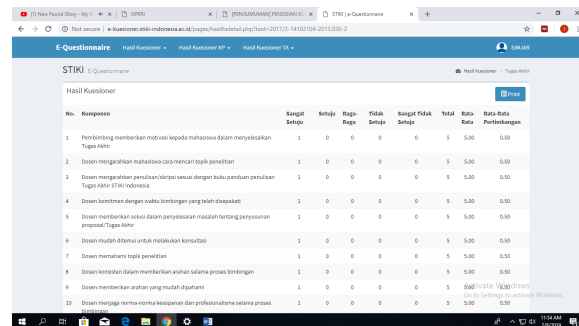 (1) New Found Glory - My Fr
SIPERI
[PENGUMUMAN] PENGISIAN K
STIKI | e-Questionnaire
Not secure | e-kuesioner.stiki-indonesia.ac.id/pages/hasiltadetail.php?taid=2017/2-14102104-2013.030-2
E-Questionnaire Hasil Kuesioner Hasil Kuesioner KP Hasil Kuesioner TA SIMJAR
STIKI E-Questionnaire Hasil Kuesioner Tugas Akhir
Hasil Kuesioner
Print
No. Komponen Sangat Setuju Setuju Ragu-Ragu Tidak Setuju Sangat Tidak Setuju Total Rata-Rata Rata-Rata Pertimbangan
1 Pembimbing memberikan motivasi kepada mahasiswa dalam menyelesaikan Tugas Akhir 1 0 0 0 0 5 5,00 0,50
2 Dosen mengarahkan mahasiswa cara mencari topik penelitian 1 0 0 0 0 5 5,00 0,50
3 Dosen mengarahkan penulisan/skripsi sesuai dengan buku panduan penulisan Tugas Akhir STIKI Indonesia 1 0 0 0 0 5 5,00 0,50
4 Dosen komitmen dengan waktu bimbingan yang telah disepakati 1 0 0 0 0 5 5,00 0,50
5 Dosen memberikan solusi dalam penyelesaian masalah tentang penyusunan proposal/Tugas Akhir 1 0 0 0 0 5 5,00 0,50
6 Dosen mudah ditemui untuk melakukan konsultasi 1 0 0 0 0 5 5,00 0,50
7 Dosen memahami topik penelitian 1 0 0 0 0 5 5,00 0,50
8 Dosen konsisten dalam memberikan arahan selama proses bimbingan 1 0 0 0 0 5 5,00 0,50
9 Dosen memberikan arahan yang mudah dipahami 1 0 0 0 0 5 5,00 0,50
10 Dosen menjaga norma-norma kesopanan dan profesionalisme selama proses bimbingan 1 0 0 0 0 5 5,00 0,50
Activate Windows
Go to Settings to activate Windows.
11:54 AM
2/8/2019